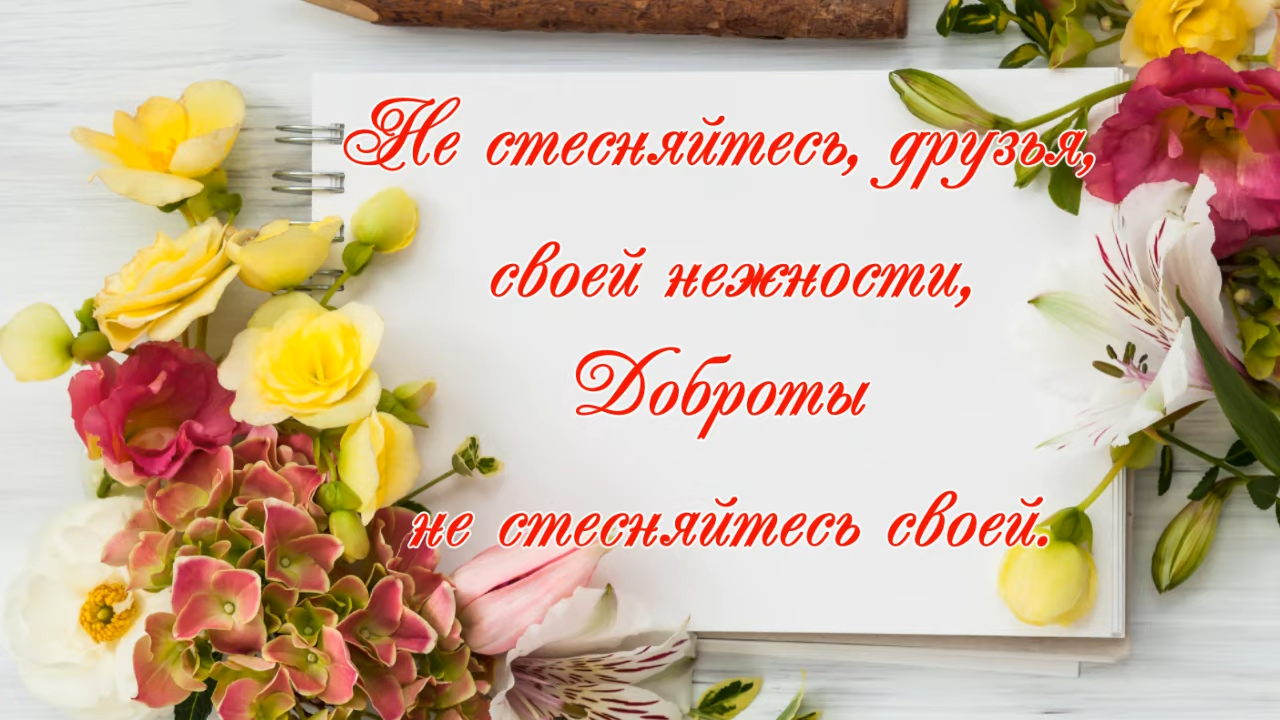 Не стесняйтесь, друзья,
своей нежности,
Доброты
не стесняйтесь своей.